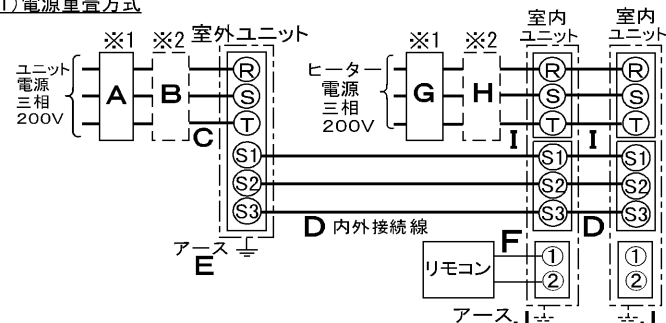 1)電源重畳方式
※1
※2
室外ユニット
ユニット
電源
三相
200V
A
B
C
R
S
T
S1
S2
S3
アース
E
※1
※2
ヒーター
電源
三相
200V
G
H
I
I
室内
ユニット
R
S
T
S1
S2
S3
①
②
室内
ユニット
R
S
T
S1
S2
S3
①
②
D 内外接続線
D
F
リモコン
アース